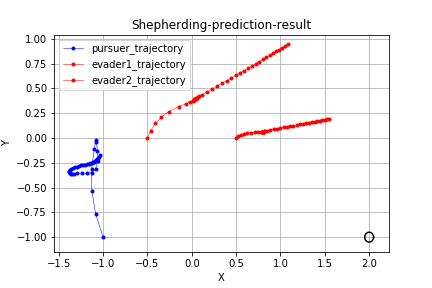 Shepherding-prediction-result
pursuer_trajectory
evader1_trajectory
evader2_trajectory
1.00
0.75
0.50
0.25
0.00
−0.25
−0.50
−0.75
−1.00
Y
−1.5 −1.0 −0.5 0.0 0.5 1.0 1.5 2.0
X